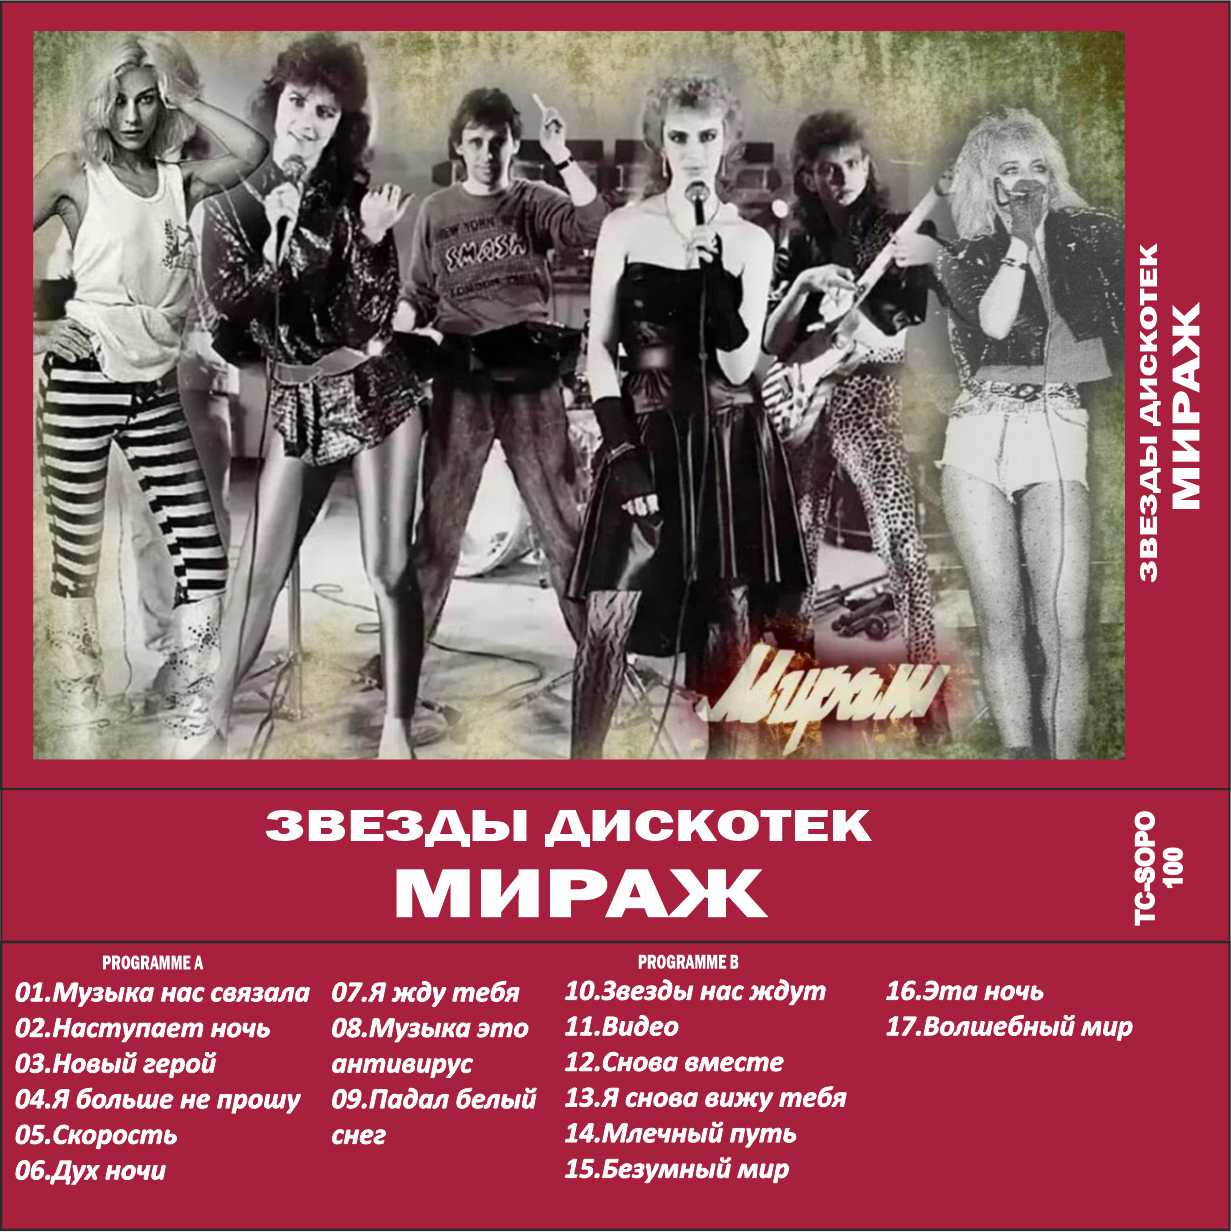 NEW YORK
SMASH
LONDON
Мираж
ЗВЕЗДЫ ДИСКОТЕК
МИРАЖ
ЗВЕЗДЫ ДИСКОТЕК
МИРАЖ
TC-SOPO
100
PROGRAMME A
01.Музыка нас связала
02.Наступает ночь
03.Новый герой
04.Я больше не прошу
05.Скорость
06.Дух ночи
07.Я жду тебя
08.Музыка это
антивирус
09.Падал белый
снег
PROGRAMME B
10.Звезды нас ждут
11.Видео
12.Снова вместе
13.Я снова вижу тебя
14.Млечный путь
15.Безумный мир
16.Эта ночь
17.Волшебный мир